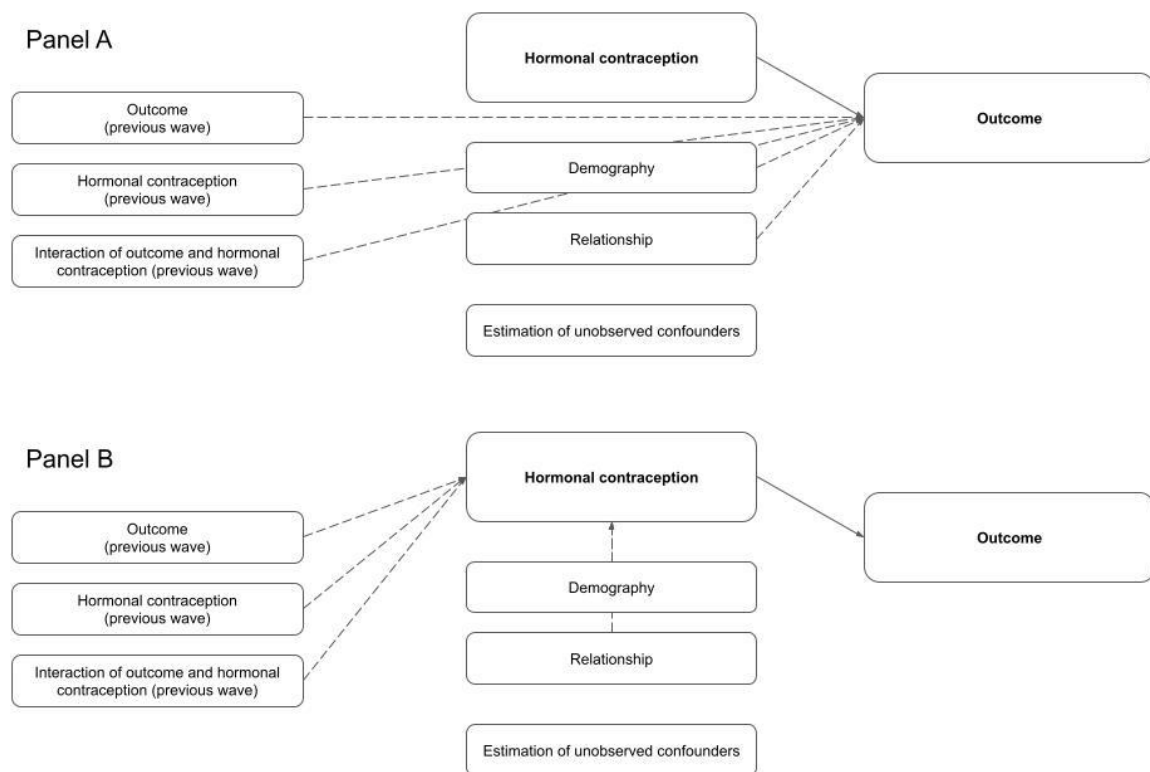 Panel A
Hormonal contraception
Outcome
(previous wave)
Outcome
Demography
Hormonal contraception
(previous wave)
Relationship
Interaction of outcome and hormonal
contraception (previous wave)
Estimation of unobserved confounders
Panel B
Hormonal contraception
Outcome
(previous wave)
Outcome
Demography
Hormonal contraception
(previous wave)
Relationship
Interaction of outcome and hormonal
contraception (previous wave)
Estimation of unobserved confounders